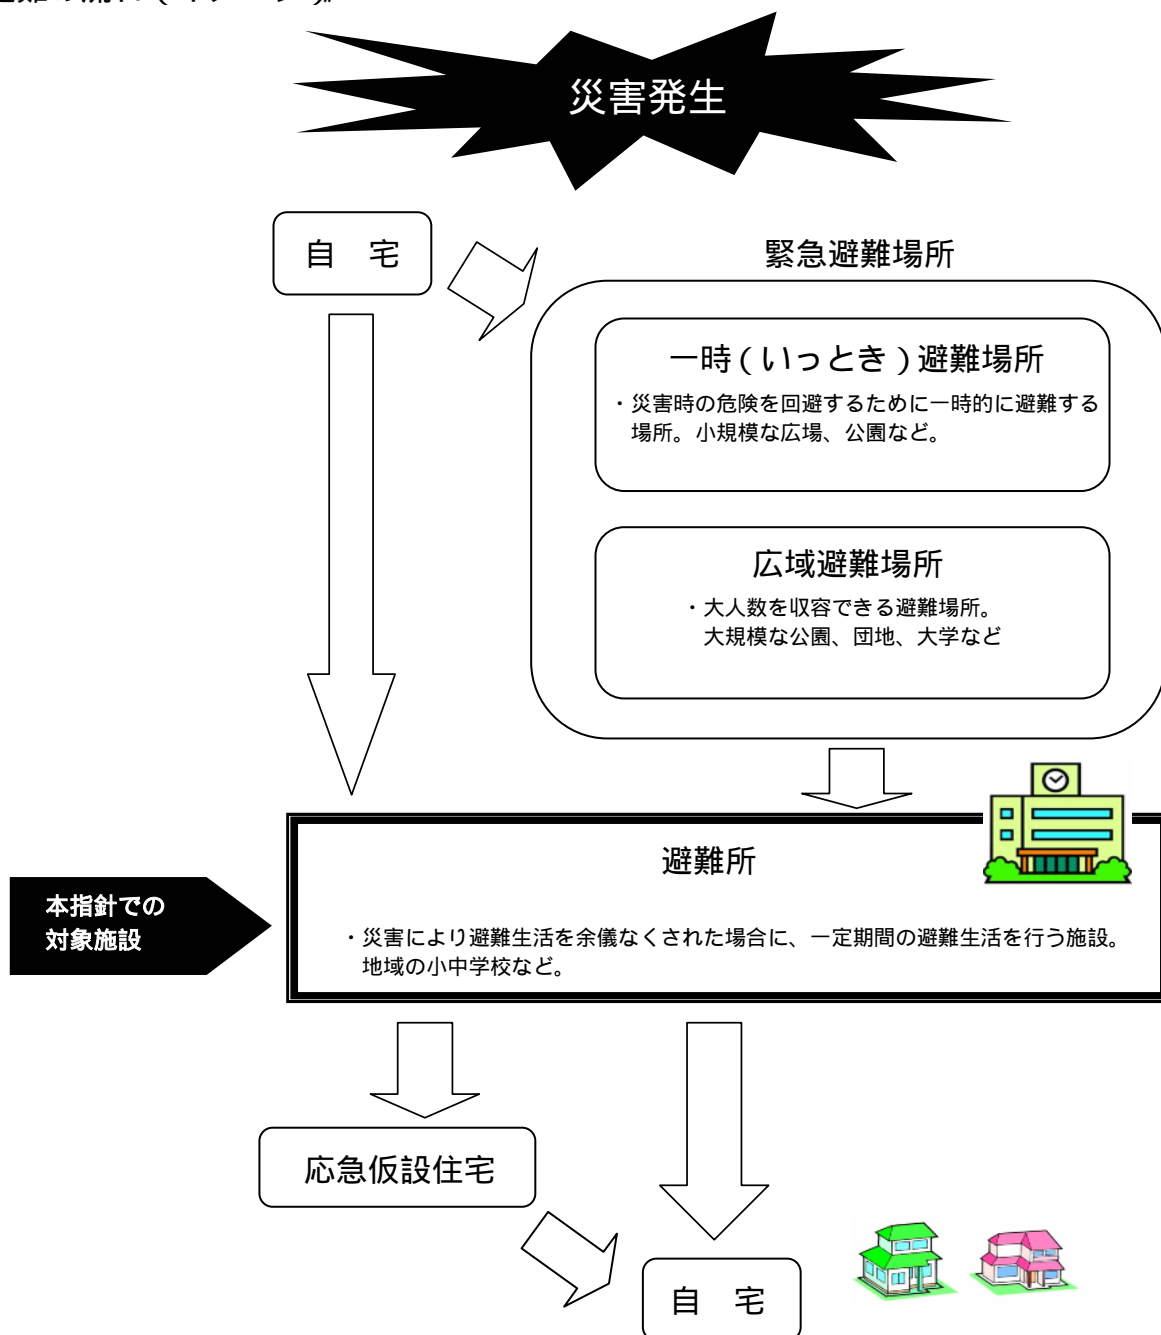 災害発生
自　宅
緊急避難場所
一時（いっとき）避難場所
・災害時の危険を回避するために一時的に避難する
場所。小規模な広場、公園など。
広域避難場所
・大人数を収容できる避難場所。
大規模な公園、団地、大学など
避難所
本指針での
対象施設
・災害により避難生活を余儀なくされた場合に、一定期間の避難生活を行う施設。
地域の小中学校など。
応急仮設住宅
自　宅